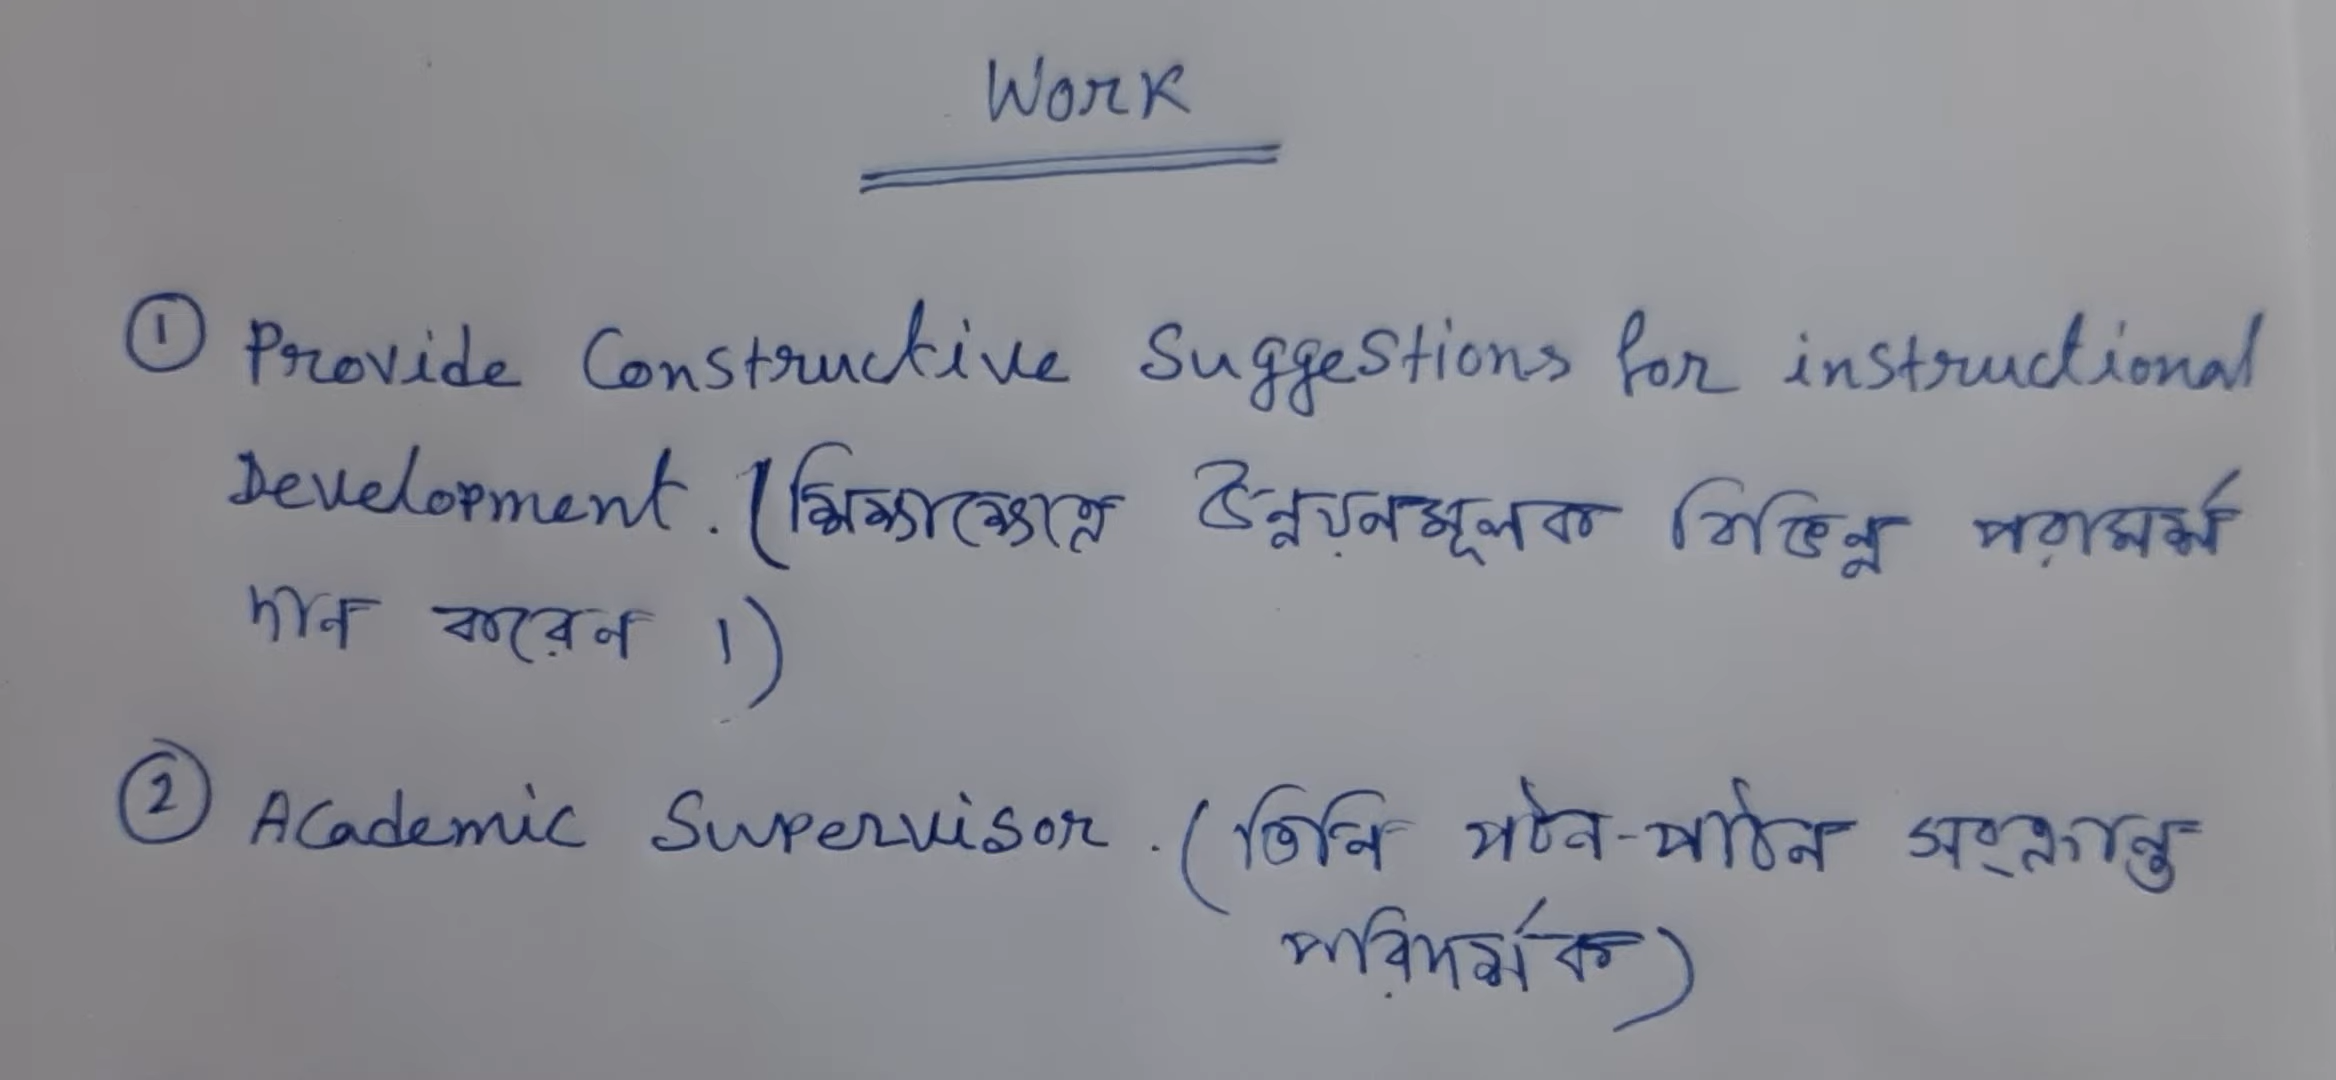 Work
① Provide Constructive Suggestions for instructional
Development. (শিক্ষাক্ষেত্রে উন্নয়নমূলক বিভিন্ন পরামর্শ
দান করেন ।)
② Academic Supervisor. (তিনি পঠন-পাঠন সংক্রান্ত
পরিদর্শক)